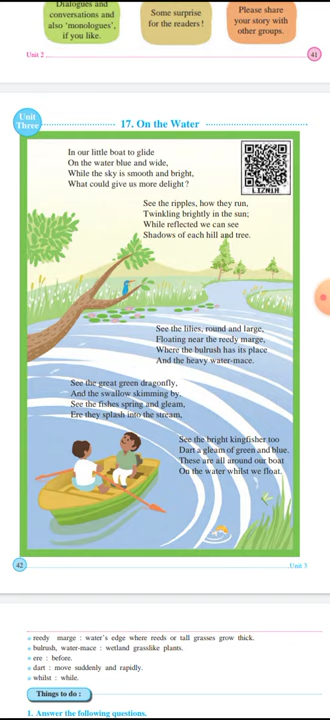 Dialogues and
conversations and
also 'monologues',
if you like.
Some surprise
for the readers !
Please share
your story with
other groups.
Unit 2
41
Unit
Three
17. On the Water
In our little boat to glide
On the water blue and wide,
While the sky is smooth and bright,
What could give us more delight ?
L1ZN1R
See the ripples, how they run,
Twinkling brightly in the sun;
While reflected we can see
Shadows of each hill and tree.
See the lilies, round and large,
Floating near the reedy marge,
Where the bulrush has its place
And the heavy water-mace.
See the great green dragonfly,
And the swallow skimming by.
See the fishes spring and gleam,
Ere they splash into the stream.
See the bright kingfisher too
Dart a gleam of green and blue.
These are all around our boat
On the water whilst we float.
42
Unit 3
reedy marge : water's edge where reeds or tall grasses grow thick.
bulrush, water-mace : wetland grasslike plants.
ere : before.
dart : move suddenly and rapidly.
whilst : while.
Things to do :
1. Answer the following questions.